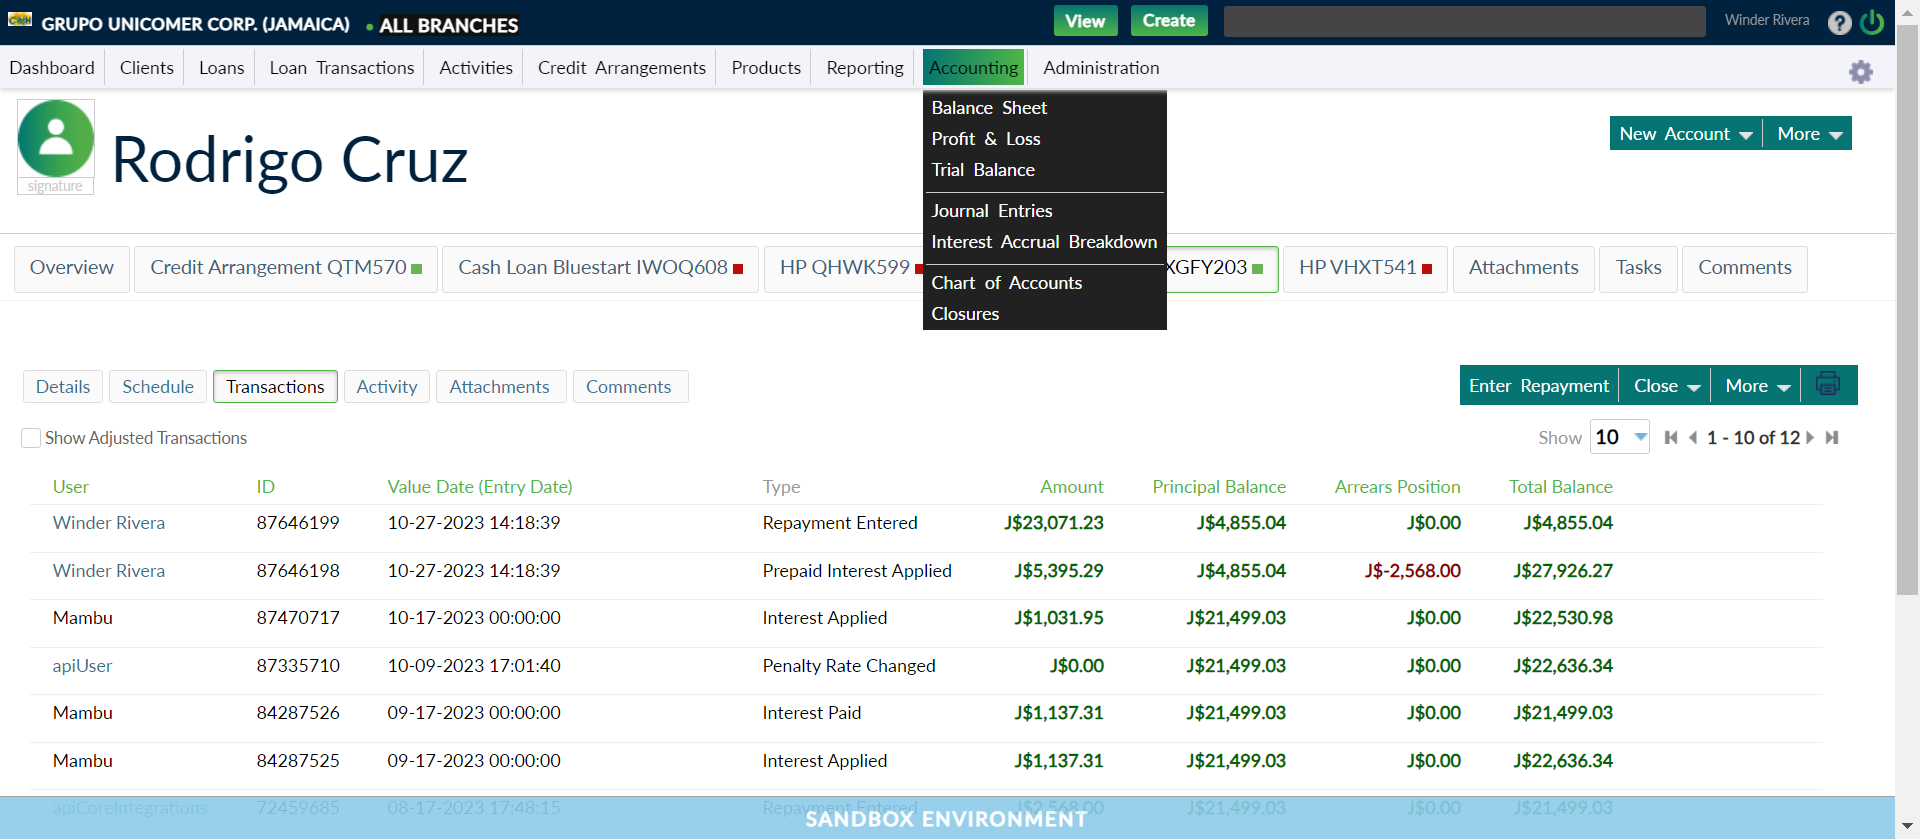 GRUPO UNICOMER CORP. (JAMAICA) ALL BRANCHES View Create Winder Rivera ?
Dashboard Clients Loans Loan Transactions Activities Credit Arrangements Products Reporting Accounting Administration
Balance Sheet
Profit & Loss
Trial Balance
Journal Entries
Interest Accrual Breakdown
Chart of Accounts
Closures
signature
Rodrigo Cruz
New Account More
Overview Credit Arrangement QTM570 Cash Loan Bluestart IWOQ608 HP QHWK599 XGFY203 HP VHXT541 Attachments Tasks Comments
Details Schedule Transactions Activity Attachments Comments
Enter Repayment Close More
Show Adjusted Transactions
Show 10 1 - 10 of 12
User ID Value Date (Entry Date) Type Amount Principal Balance Arrears Position Total Balance
Winder Rivera 87646199 10-27-2023 14:18:39 Repayment Entered J$23,071.23 J$4,855.04 J$0.00 J$4,855.04
Winder Rivera 87646198 10-27-2023 14:18:39 Prepaid Interest Applied J$5,395.29 J$4,855.04 J$-2,568.00 J$27,926.27
Mambu 87470717 10-17-2023 00:00:00 Interest Applied J$1,031.95 J$21,499.03 J$0.00 J$22,530.98
apiUser 87335710 10-09-2023 17:01:40 Penalty Rate Changed J$0.00 J$21,499.03 J$0.00 J$22,636.34
Mambu 84287526 09-17-2023 00:00:00 Interest Paid J$1,137.31 J$21,499.03 J$0.00 J$21,499.03
Mambu 84287525 09-17-2023 00:00:00 Interest Applied J$1,137.31 J$21,499.03 J$0.00 J$22,636.34
apiCoreIntegrations 72459685 08-17-2023 17:48:15 Repayment Entered J$2,568.00 J$21,499.03 J$0.00 J$21,499.03
SANDBOX ENVIRONMENT